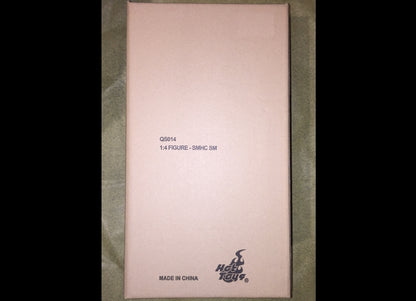 QS014
1:4 FIGURE - SMHC SM
Hot
Toys®
MADE IN CHINA